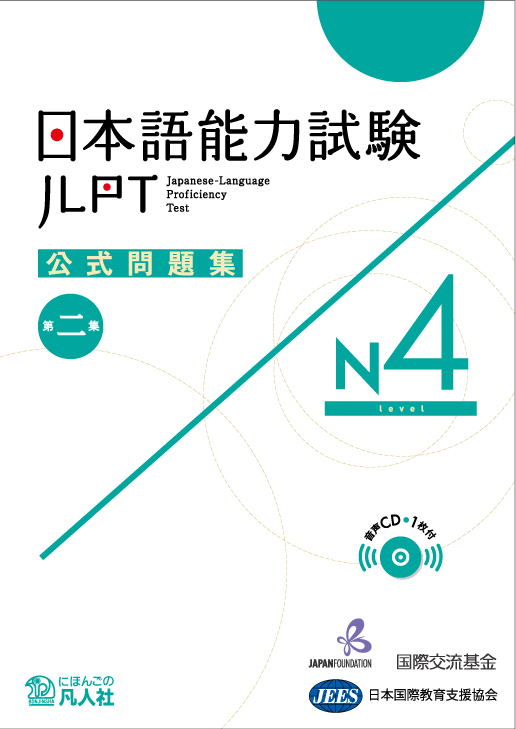 日本語能力試験
JLPT
Japanese-Language
Proficiency
Test
公式問題集
第二集
N4
level
音声CD・1枚付
JAPANFOUNDATION
国際交流基金
JEES
日本国際教育支援協会
BONJINSHA
にほんごの
凡人社